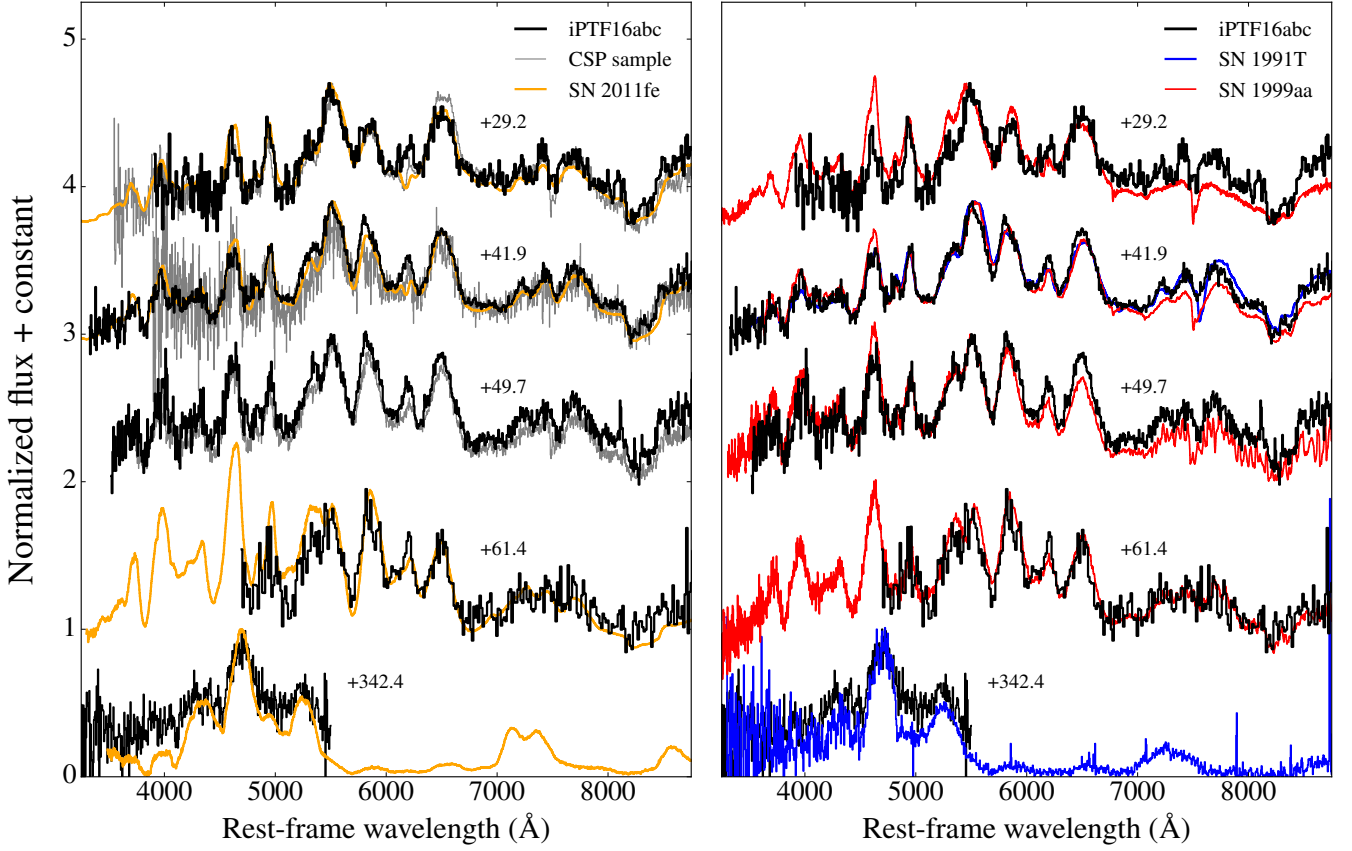 Normalized flux + constant
5
4
3
2
1
0
iPTF16abc
CSP sample
SN 2011fe
+29.2
+41.9
+49.7
+61.4
+342.4
4000 5000 6000 7000 8000
Rest-frame wavelength (Å)
iPTF16abc
SN 1991T
SN 1999aa
+29.2
+41.9
+49.7
+61.4
+342.4
4000 5000 6000 7000 8000
Rest-frame wavelength (Å)